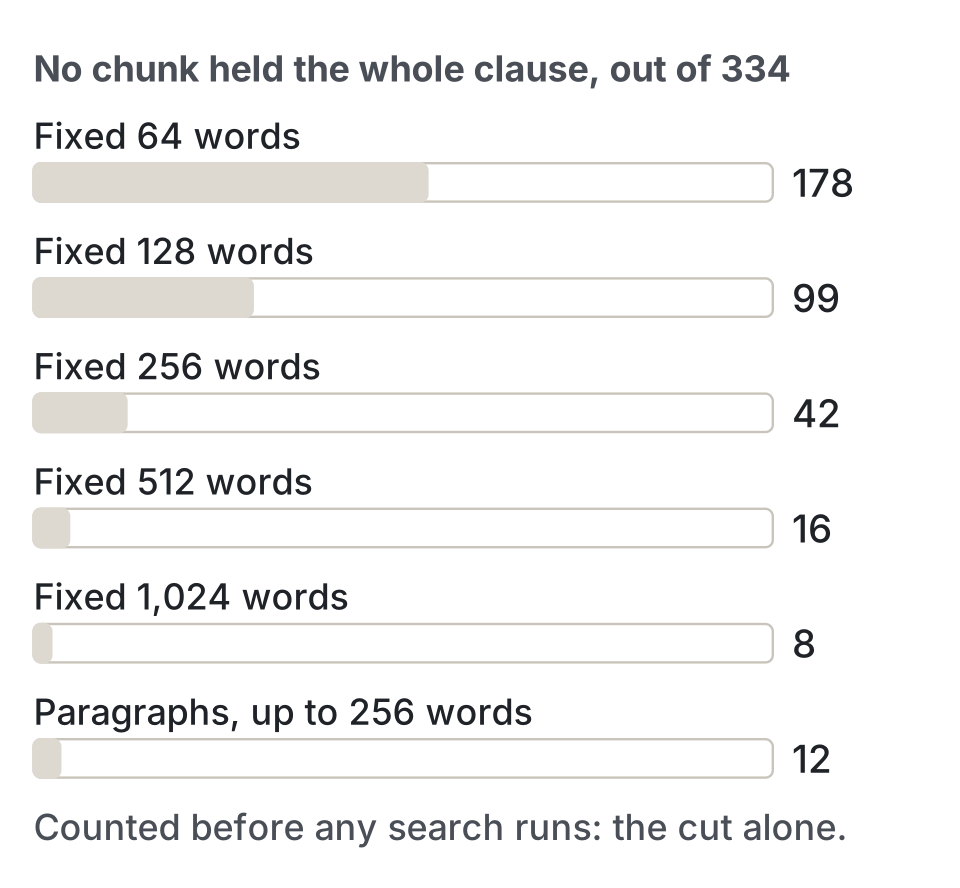 No chunk held the whole clause, out of 334
Fixed 64 words
178
Fixed 128 words
99
Fixed 256 words
42
Fixed 512 words
16
Fixed 1,024 words
8
Paragraphs, up to 256 words
12
Counted before any search runs: the cut alone.